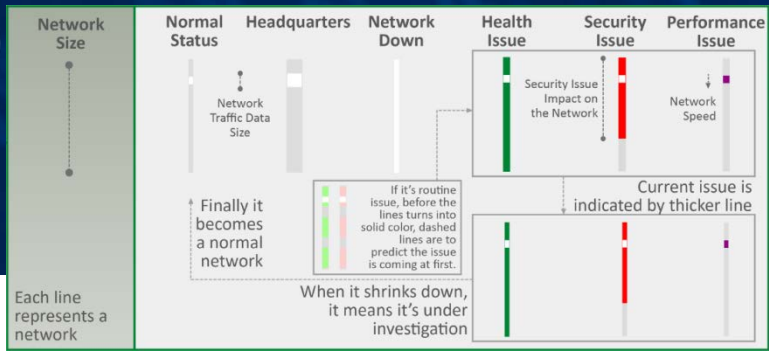 Network
Size
Each line
represents a
network
Normal
Status
Headquarters
Network
Down
Health
Issue
Security
Issue
Performance
Issue
Network
Traffic Data
Size
Security Issue
Impact on
the Network
Network
Speed
If it's routine
issue, before the
lines turns into
solid color, dashed
lines are to
predict the issue
is coming at first.
Current issue is
indicated by thicker line
Finally it
becomes
a normal
network
When it shrinks down,
it means it's under
investigation